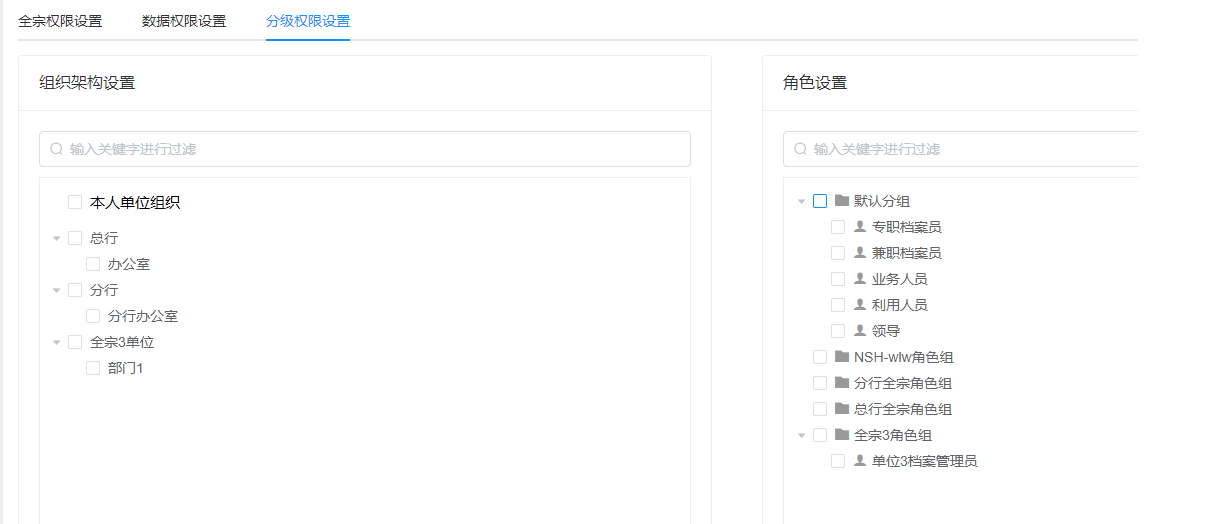 全宗权限设置 数据权限设置 分级权限设置
组织架构设置
输入关键字进行过滤
本人单位组织
总行
办公室
分行
分行办公室
全宗3单位
部门1
角色设置
输入关键字进行过滤
默认分组
专职档案员
兼职档案员
业务人员
利用人员
领导
NSH-wlw角色组
分行全宗角色组
总行全宗角色组
全宗3角色组
单位3档案管理员